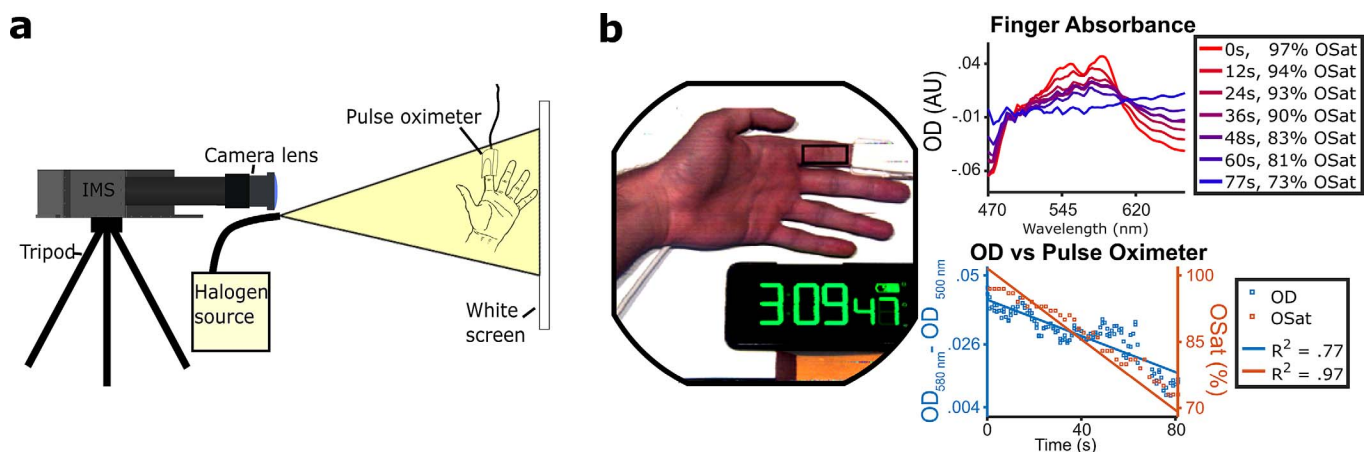 a
IMS
Camera lens
Pulse oximeter
Tripod
Halogen
source
White
screen
b
3:09 47
Finger Absorbance
OD (AU)
.04
-.01
-.06
470 545 620
Wavelength (nm)
0s, 97% OSat
12s, 94% OSat
24s, 93% OSat
36s, 90% OSat
48s, 83% OSat
60s, 81% OSat
77s, 73% OSat
OD vs Pulse Oximeter
OD580 nm- OD500 nm
.05
.026
.004
OSat (%)
100
85
70
0 40 80
Time (s)
OD
OSat
R² = .77
R² = .97